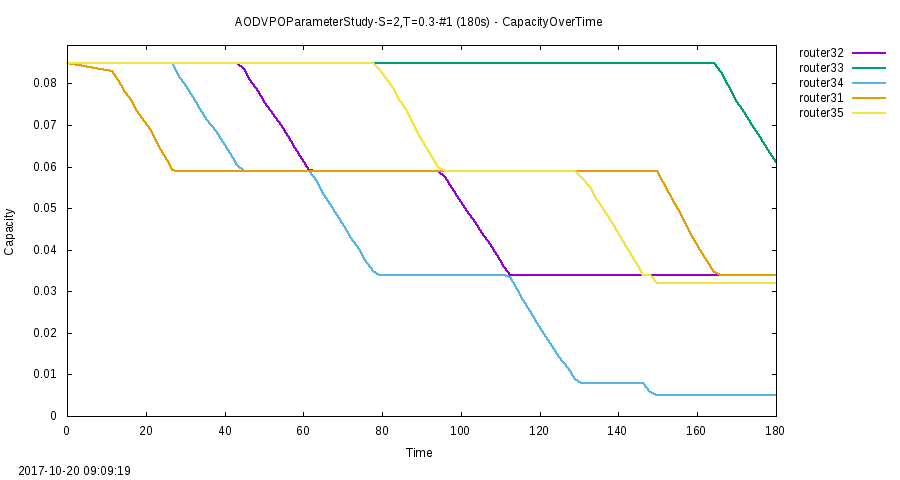 AODVPOParameterStudy-S=2,T=0.3-#1 (180s) - CapacityOverTime
router32
router33
router34
router31
router35
0.08
0.07
0.06
0.05
0.04
0.03
0.02
0.01
0
Capacity
0 20 40 60 80 100 120 140 160 180
Time
2017-10-20 09:09:19